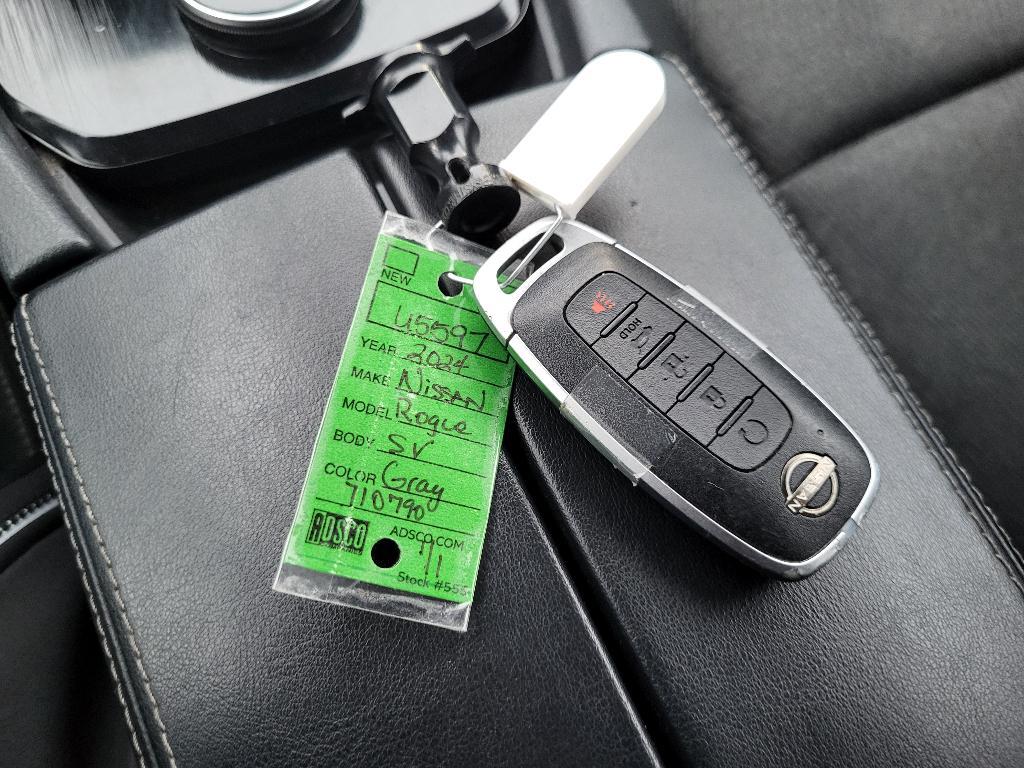 NEW
U5597
YEAR 2024
MAKE Nissan
MODEL Rogue
BODY SV
COLOR Gray
710790
ADSCO ADSCO.COM
Stock #555
HOLD
NISSAN